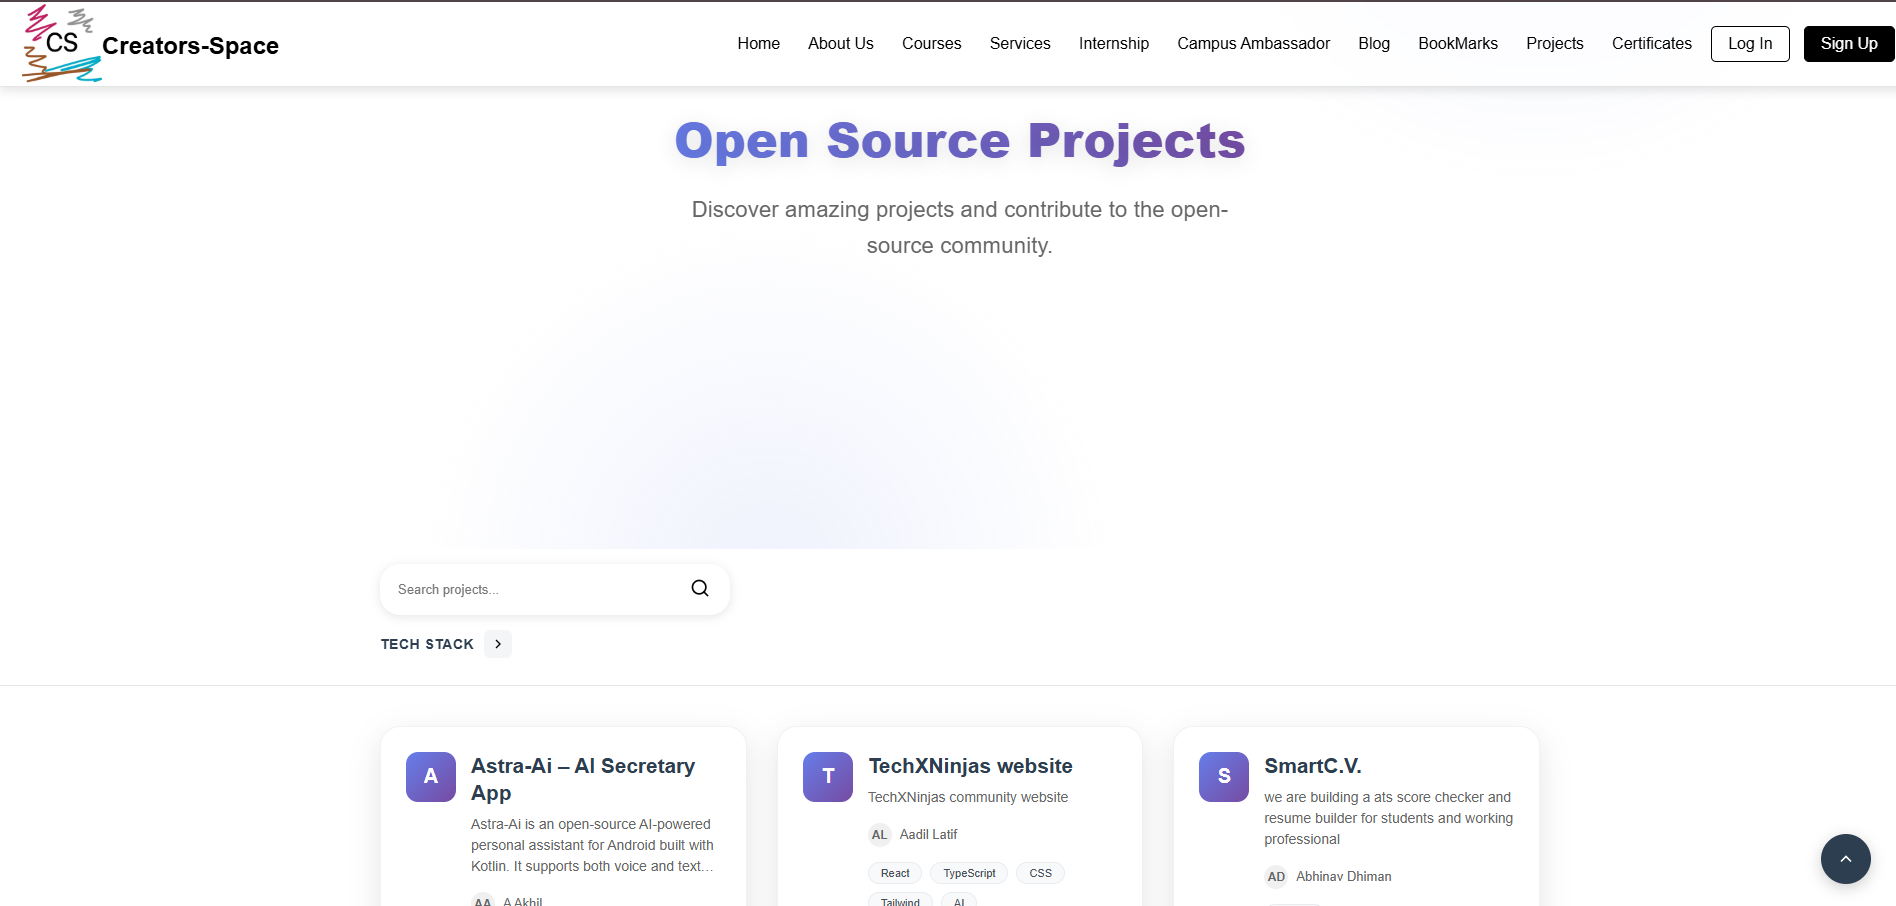 CS
Creators-Space
Home About Us Courses Services Internship Campus Ambassador Blog BookMarks Projects Certificates Log In Sign Up
Open Source Projects
Discover amazing projects and contribute to the open-
source community.
Search projects...
TECH STACK
A
Astra-Ai – AI Secretary
App
Astra-Ai is an open-source AI-powered
personal assistant for Android built with
Kotlin. It supports both voice and text...
AA A Akhil
T
TechXNinjas website
TechXNinjas community website
AL Aadil Latif
React TypeScript CSS
Tailwind AI
S
SmartC.V.
we are building a ats score checker and
resume builder for students and working
professional
AD Abhinav Dhiman